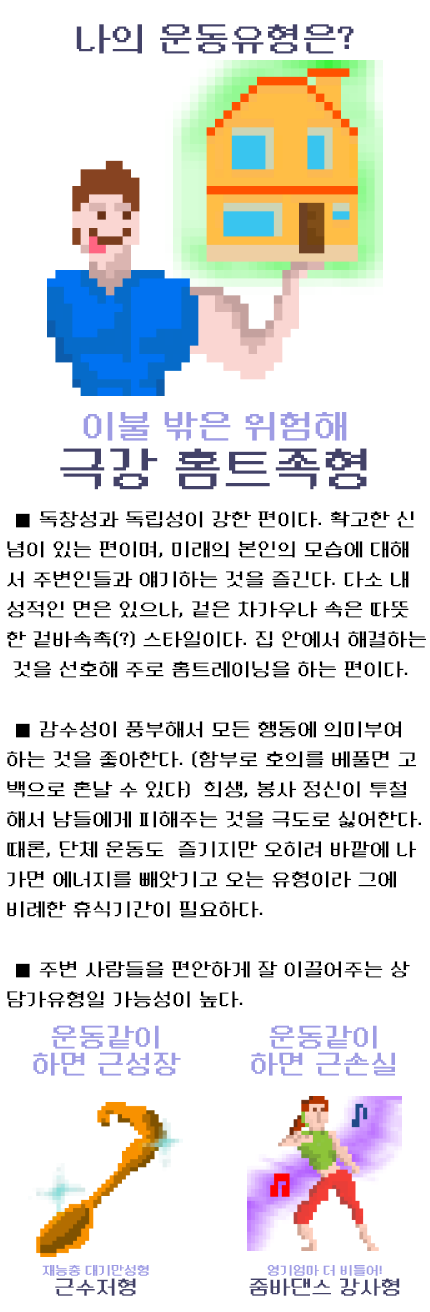 나의 운동유형은?
이불 밖은 위험해
극강 홈트족형
■ 독창성과 독립성이 강한 편이다. 확고한 신
념이 있는 편이며, 미래의 본인의 모습에 대해
서 주변인들과 얘기하는 것을 즐긴다. 다소 내
성적인 면은 있으나, 겉은 차가우나 속은 따뜻
한 겉바속촉(?) 스타일이다. 집 안에서 해결하는
것을 선호해 주로 홈트레이닝을 하는 편이다.
■ 감수성이 풍부해서 모든 행동에 의미부여
하는 것을 좋아한다. (함부로 호의를 베풀면 고
백으로 혼날 수 있다) 희생, 봉사 정신이 투철
해서 남들에게 피해주는 것을 극도로 싫어한다.
때론, 단체 운동도 즐기지만 오히려 바깥에 나
가면 에너지를 빼앗기고 오는 유형이라 그에
비례한 휴식기간이 필요하다.
■ 주변 사람들을 편안하게 잘 이끌어주는 상
담가유형일 가능성이 높다.
운동같이
하면 근성장
운동같이
하면 근손실
재능충 대기만성형
근수저형
영기엄마 더 비틀어!
줌바댄스 강사형